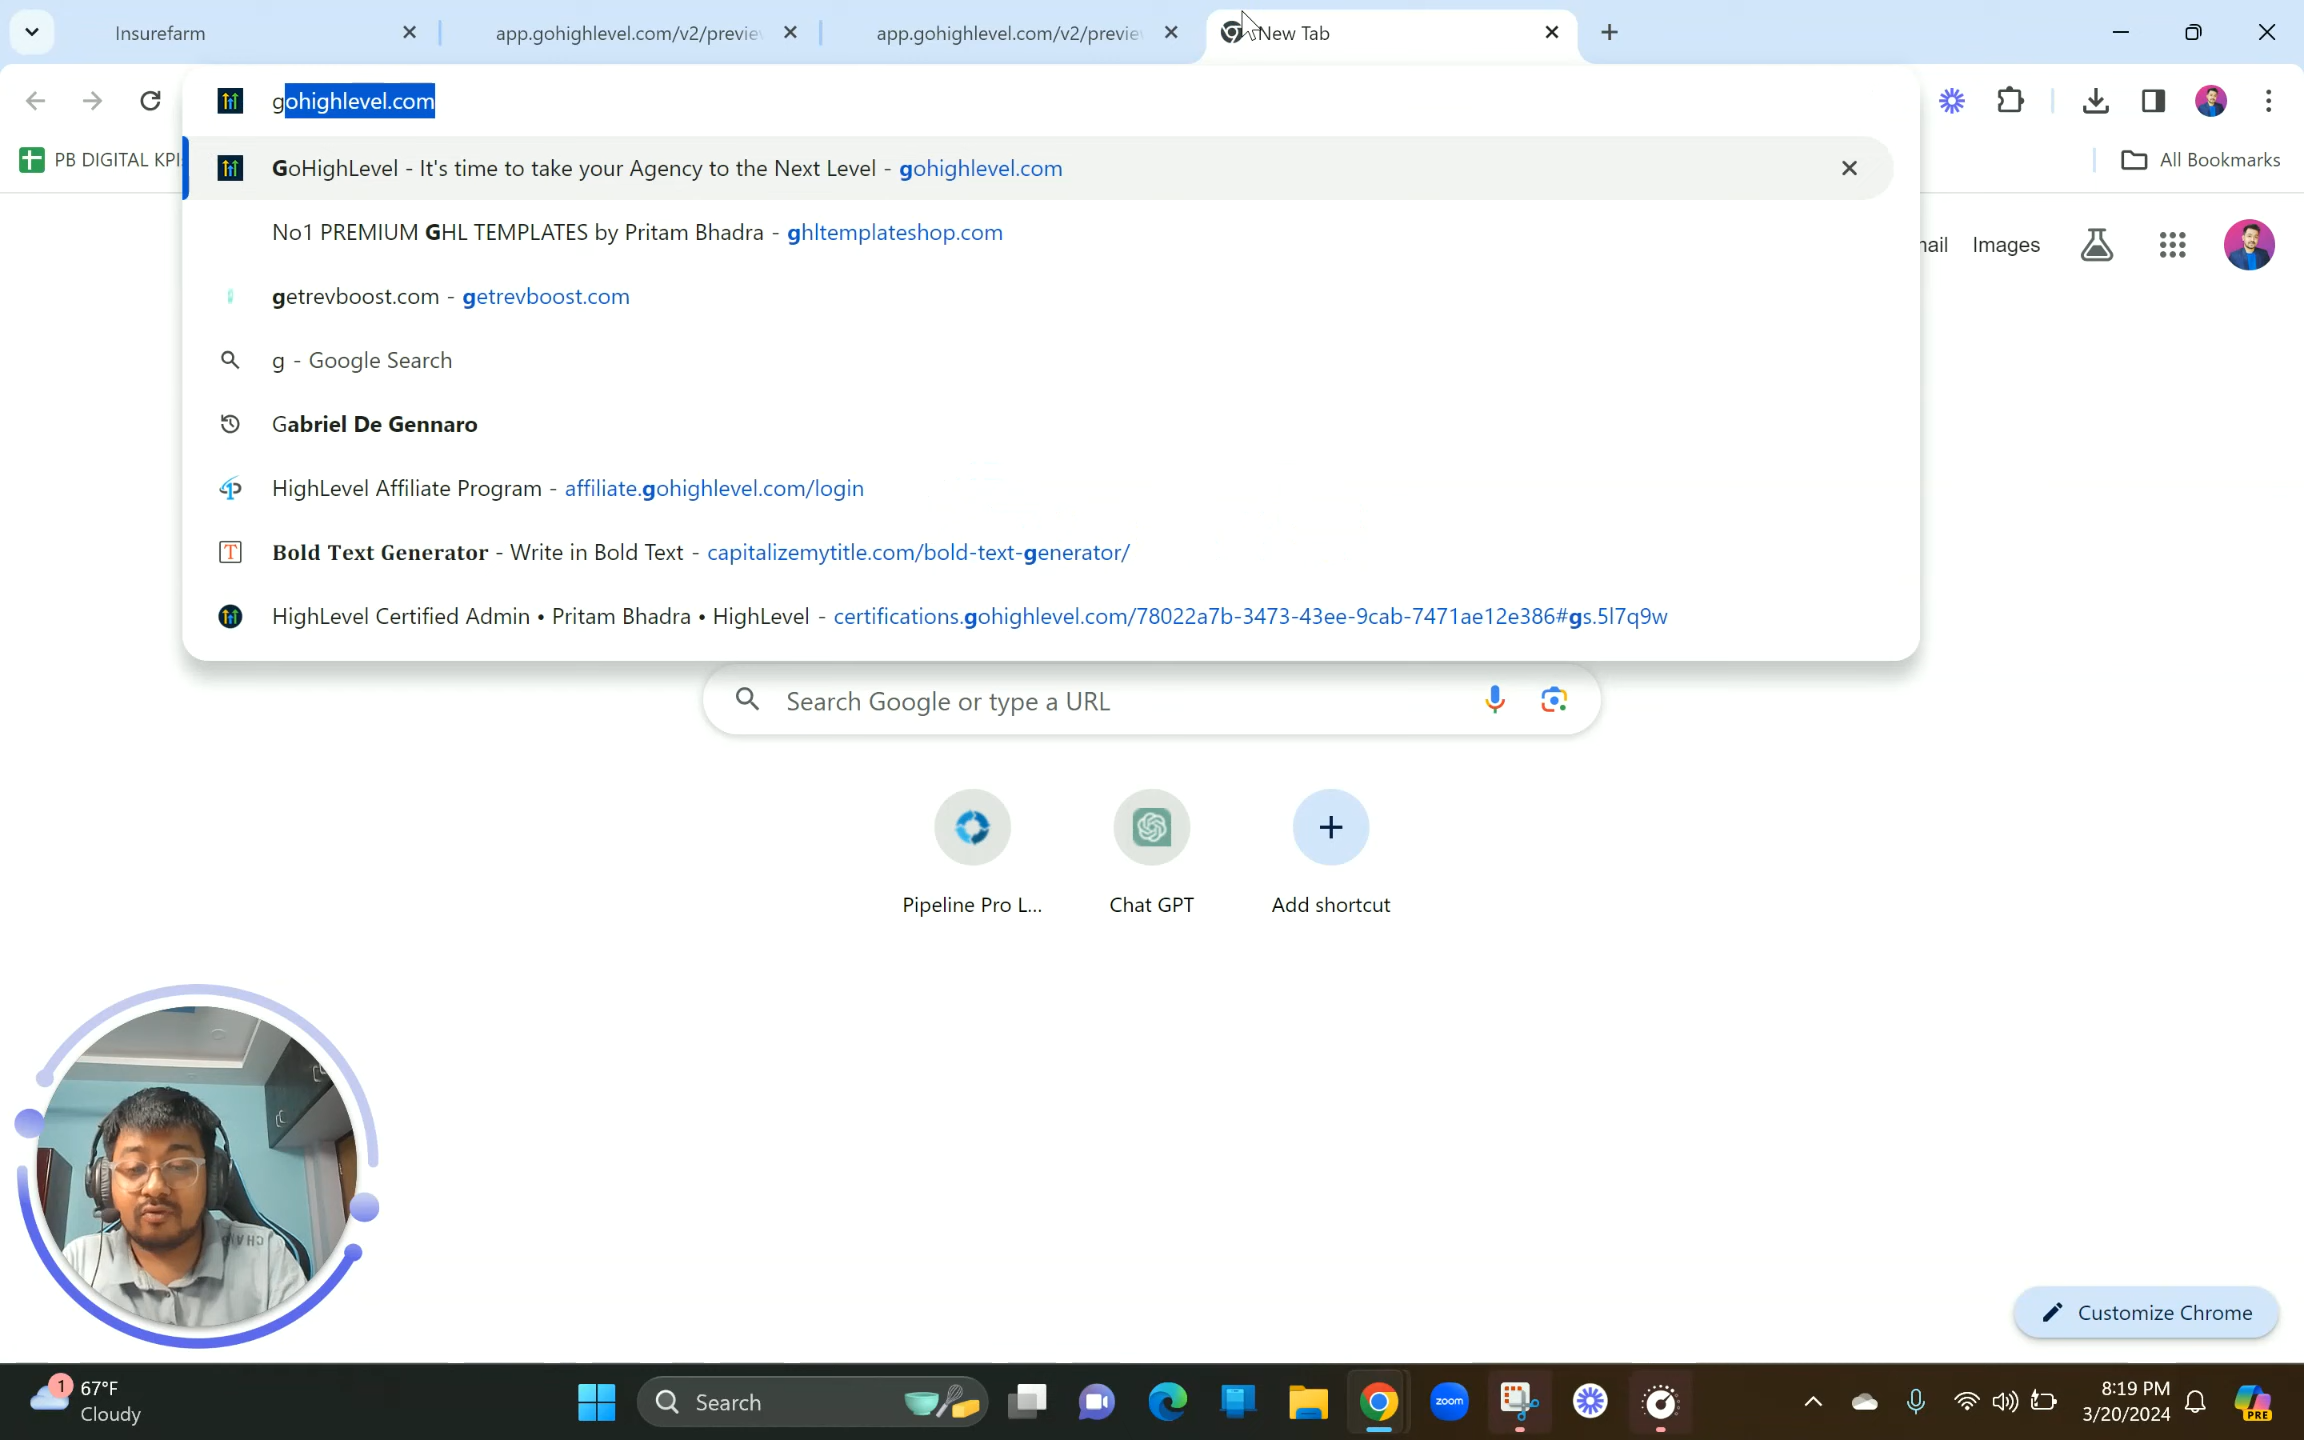 Insurefarm
app.gohighlevel.com/v2/previe
app.gohighlevel.com/v2/previe
New Tab
gohighlevel.com
PB DIGITAL KPI
All Bookmarks
GoHighLevel - It's time to take your Agency to the Next Level - gohighlevel.com
No1 PREMIUM GHL TEMPLATES by Pritam Bhadra - ghltemplateshop.com
Images
getrevboost.com - getrevboost.com
g - Google Search
Gabriel De Gennaro
HighLevel Affiliate Program - affiliate.gohighlevel.com/login
Bold Text Generator - Write in Bold Text - capitalizemytitle.com/bold-text-generator/
HighLevel Certified Admin • Pritam Bhadra • HighLevel - certifications.gohighlevel.com/78022a7b-3473-43ee-9cab-7471ae12e386#gs.5l7q9w
Search Google or type a URL
Pipeline Pro L...
Chat GPT
Add shortcut
Customize Chrome
1
67°F
Cloudy
Search
zoom
8:19 PM
3/20/2024
PRE